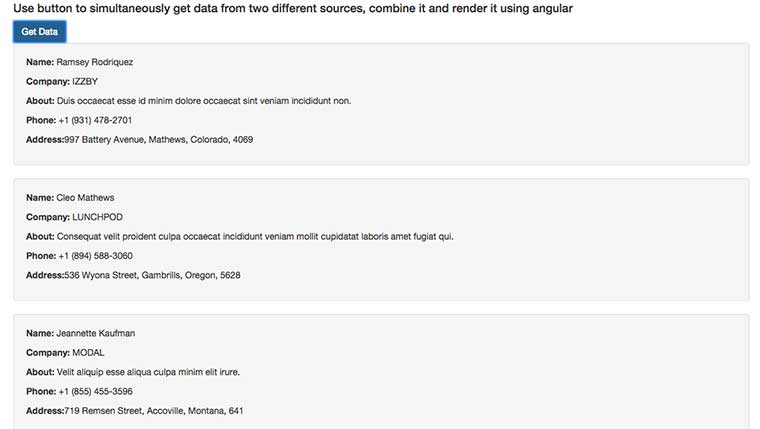 Use button to simultaneously get data from two different sources, combine it and render it using angular
Get Data
Name: Ramsey Rodriquez
Company: IZZBY
About: Duis occaecat esse id minim dolore occaecat sint veniam incididunt non.
Phone: +1 (931) 478-2701
Address:997 Battery Avenue, Mathews, Colorado, 4069
Name: Cleo Mathews
Company: LUNCHPOD
About: Consequat velit proident culpa occaecat incididunt veniam mollit cupidatat laboris amet fugiat qui.
Phone: +1 (894) 588-3060
Address:536 Wyona Street, Gambrills, Oregon, 5628
Name: Jeannette Kaufman
Company: MODAL
About: Velit aliquip esse aliqua culpa minim elit irure.
Phone: +1 (855) 455-3596
Address:719 Remsen Street, Accoville, Montana, 641